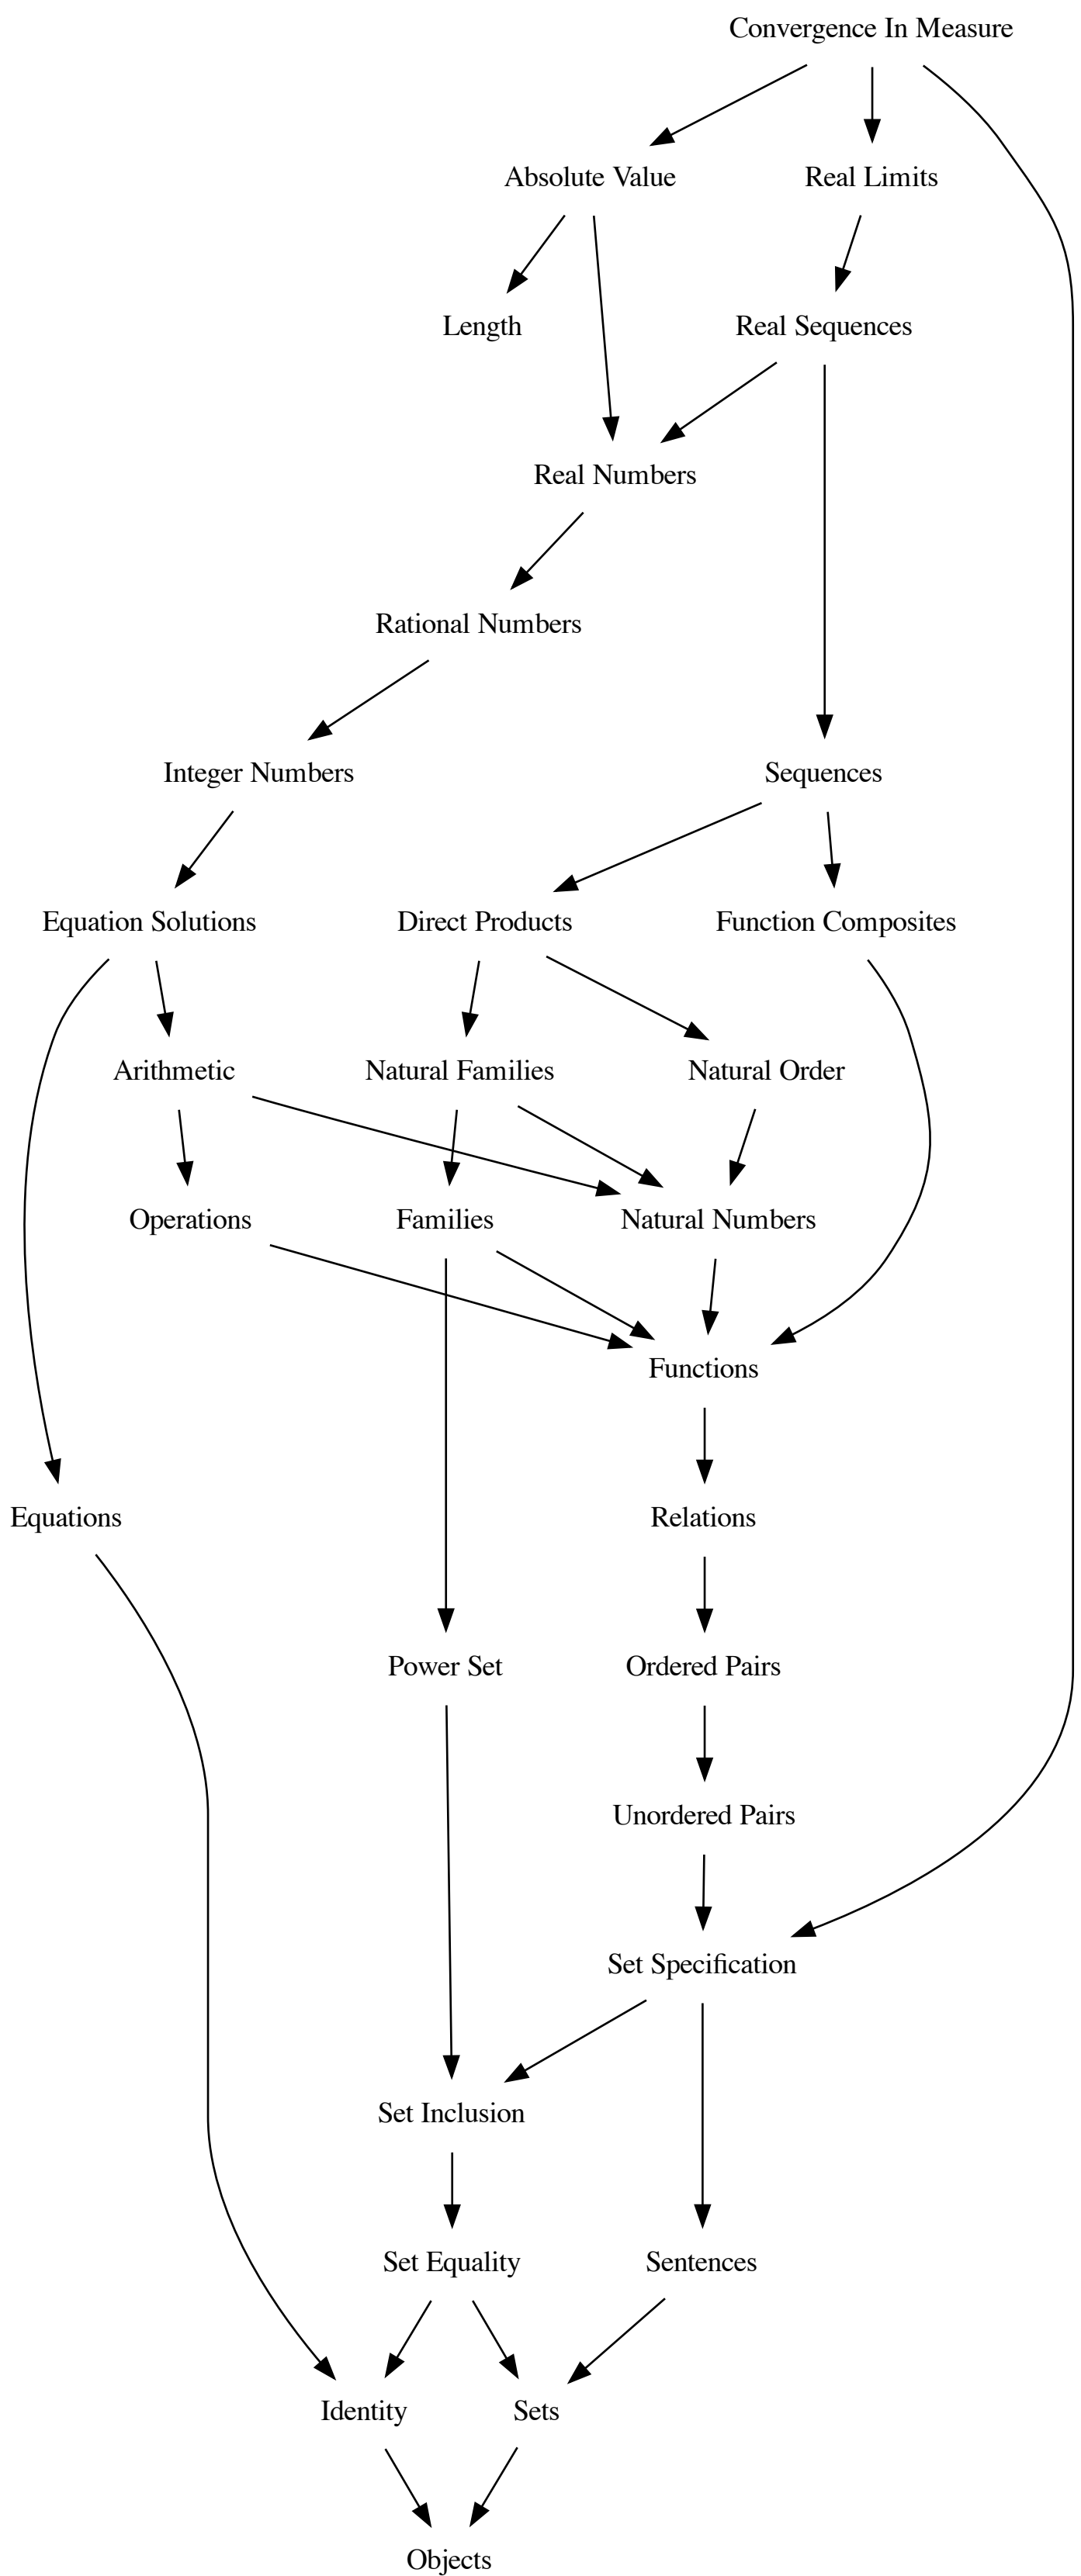 Convergence In Measure
Absolute Value
Real Limits
Length
Real Sequences
Real Numbers
Rational Numbers
Integer Numbers
Sequences
Equation Solutions
Direct Products
Function Composites
Arithmetic
Natural Families
Natural Order
Operations
Families
Natural Numbers
Functions
Equations
Relations
Power Set
Ordered Pairs
Unordered Pairs
Set Specification
Set Inclusion
Set Equality
Sentences
Identity
Sets
Objects